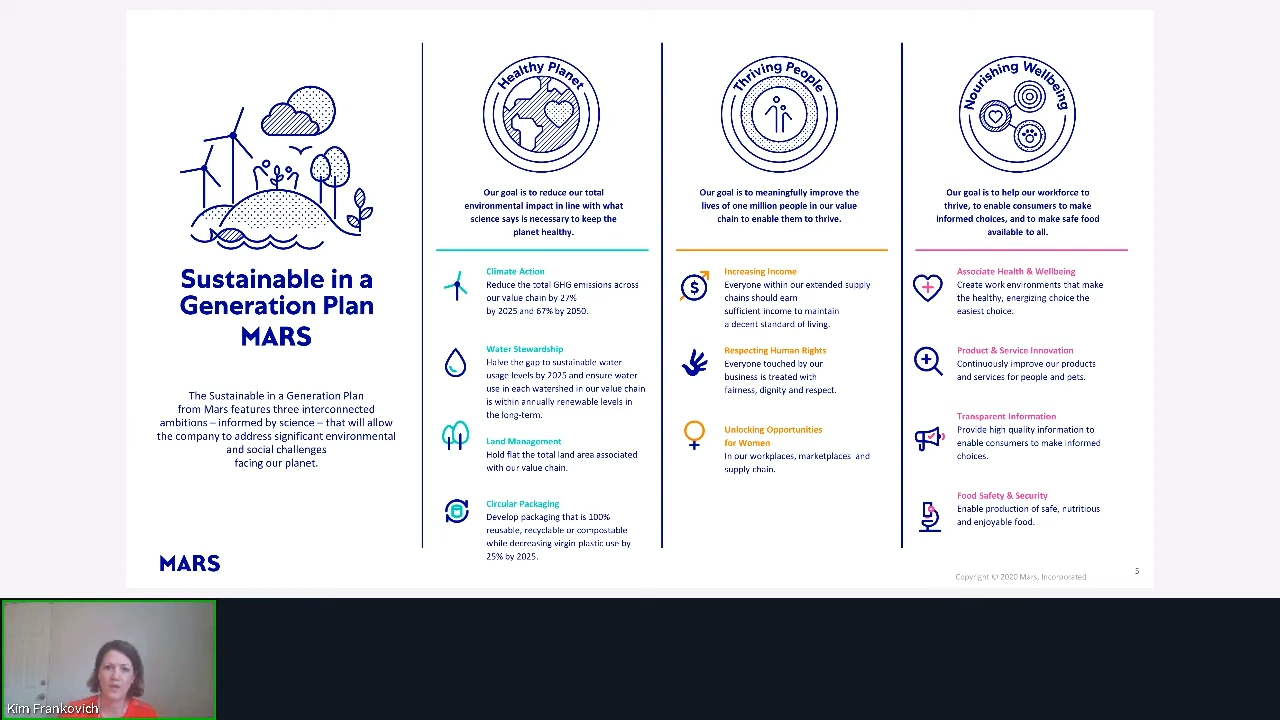 Sustainable in a
Generation Plan
MARS
The Sustainable in a Generation Plan
from Mars features three interconnected
ambitions – informed by science – that will allow
the company to address significant environmental
and social challenges
facing our planet.
MARS
Healthy Planet
Our goal is to reduce our total
environmental impact in line with what
science says is necessary to keep the
planet healthy.
Climate Action
Reduce the total GHG emissions across
our value chain by 27%
by 2025 and 67% by 2050.
Water Stewardship
Halve the gap to sustainable water
usage levels by 2025 and ensure water
use in each watershed in our value chain
is within annually renewable levels in
the long-term.
Land Management
Hold flat the total land area associated
with our value chain.
Circular Packaging
Develop packaging that is 100%
reusable, recyclable or compostable
while decreasing virgin plastic use by
25% by 2025.
Thriving People
Our goal is to meaningfully improve the
lives of one million people in our value
chain to enable them to thrive.
$
Increasing Income
Everyone within our extended supply
chains should earn
sufficient income to maintain
a decent standard of living.
Respecting Human Rights
Everyone touched by our
business is treated with
fairness, dignity and respect.
Unlocking Opportunities
for Women
In our workplaces, marketplaces and
supply chain.
Nourishing Wellbeing
Our goal is to help our workforce to
thrive, to enable consumers to make
informed choices, and to make safe food
available to all.
Associate Health & Wellbeing
Create work environments that make
the healthy, energizing choice the
easiest choice.
Product & Service Innovation
Continuously improve our products
and services for people and pets.
Transparent Information
Provide high quality information to
enable consumers to make informed
choices.
Food Safety & Security
Enable production of safe, nutritious
and enjoyable food.
Copyright © 2020 Mars, Incorporated
5
Kim Frankovich